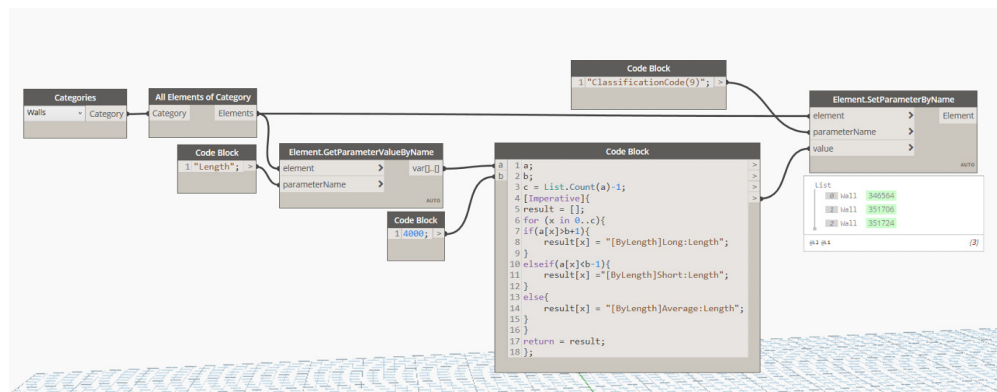 Categories
Walls
Category
All Elements of Category
Category
Elements
Code Block
1 "Length"; >
Element.GetParameterValueByName
element
>
var[]..[]
parameterName
>
AUTO
Code Block
1 4000; >
Code Block
1 "ClassificationCode(9)"; >
Code Block
a
b
1 a;
2 b;
3 c = List.Count(a)-1;
4 [Imperative]{
5 result = [];
6 for (x in 0..c){
7 if(a[x]>b+1){
8 result[x] = "[ByLength]Long:Length";
9 }
10 elseif(a[x]<b-1){
11 result[x] ="[ByLength]Short:Length";
12 }
13 else{
14 result[x] = "[ByLength]Average:Length";
15 }
16 }
17 return = result;
18 };
>
>
>
>
Element.SetParameterByName
element
>
Element
parameterName
>
value
>
AUTO
List
0 Wall 346564
1 Wall 351706
2 Wall 351724
@L2 @L1
{3}